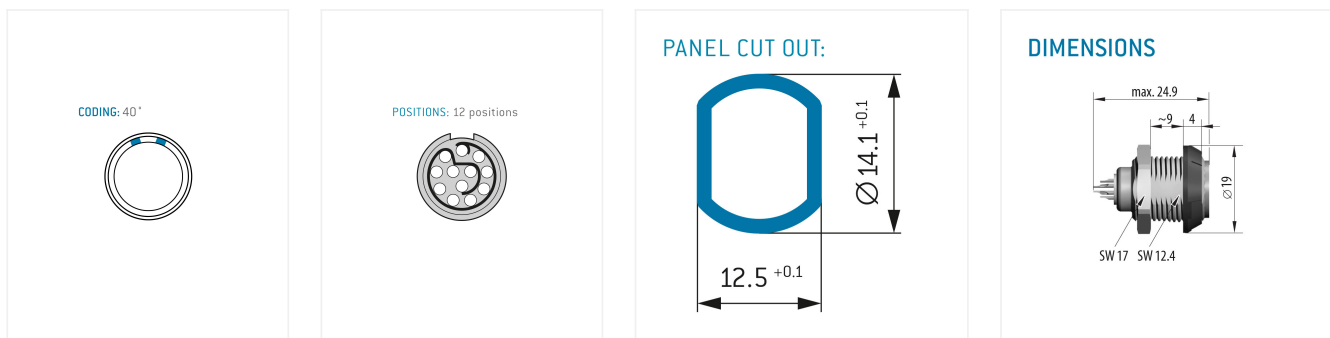 CODING: 40°
POSITIONS: 12 positions
PANEL CUT OUT:
Ø 14.1 +0.1
12.5 +0.1
DIMENSIONS
max. 24.9
~9
4
Ø 19
SW 17
SW 12.4